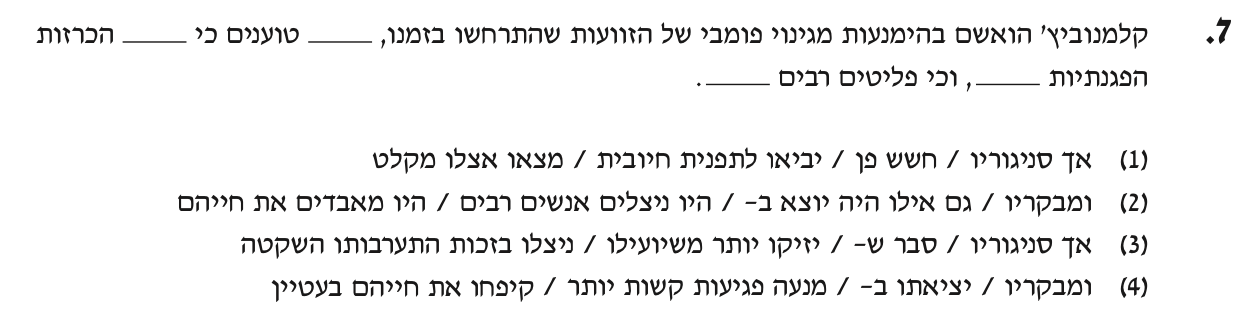 7. קלמנוביץ' הואשם בהימנעות מגינוי פומבי של הזוועות שהתרחשו בזמנו, _____ טוענים כי _____ הכרזות
הפגנתיות _____, וכי פליטים רבים _____.
(1) אך סניגוריו / חשש פן / יביאו לתפנית חיובית / מצאו אצלו מקלט
(2) ומבקריו / גם אילו היה יוצא ב- / היו ניצלים אנשים רבים / היו מאבדים את חייהם
(3) אך סניגוריו / סבר ש- / יזיקו יותר משיועילו / ניצלו בזכות התערבותו השקטה
(4) ומבקריו / יציאתו ב- / מנעה פגיעות קשות יותר / קיפחו את חייהם בעטיין